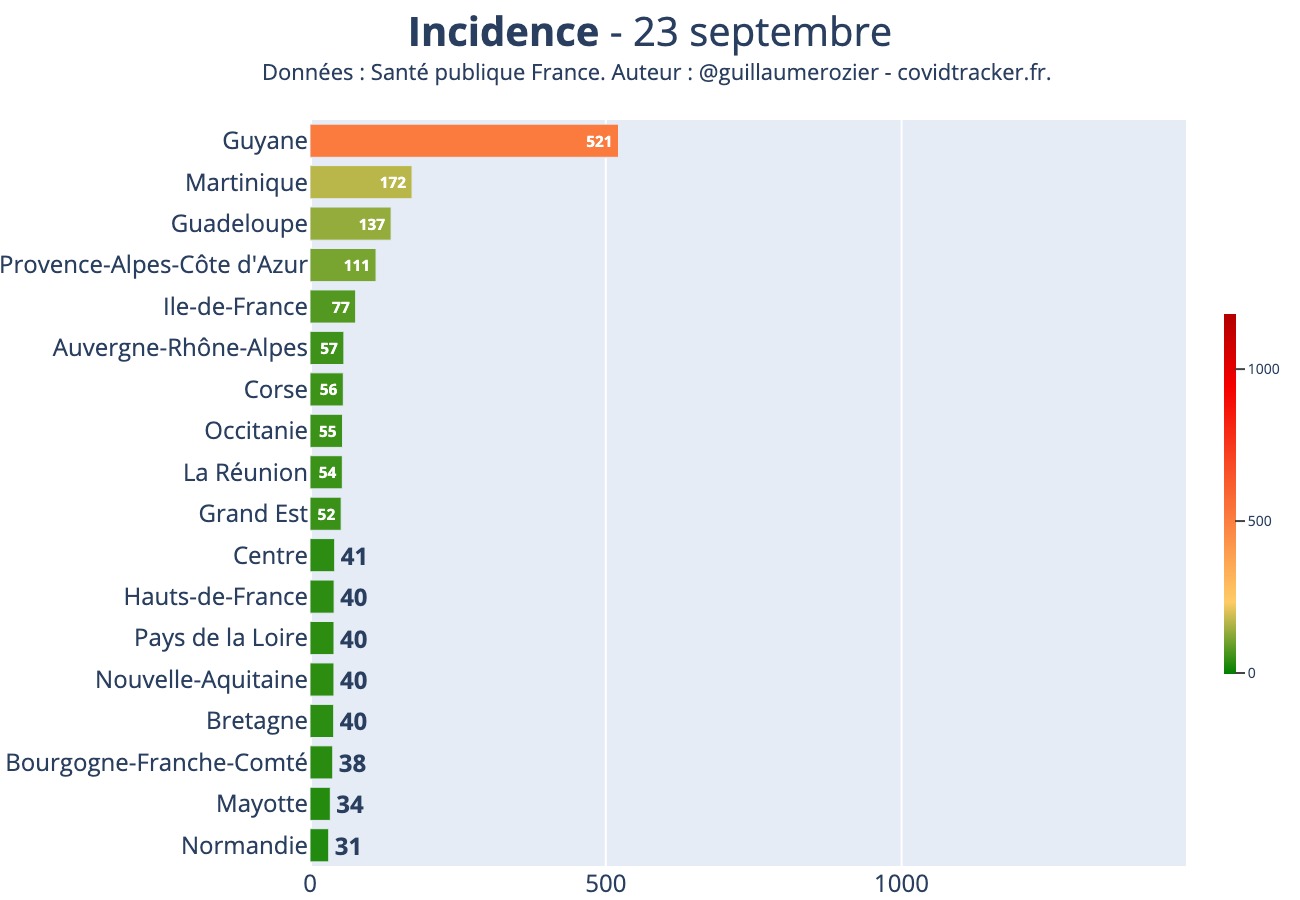 Incidence - 23 septembre
Données : Santé publique France. Auteur : @guillaumerozier - covidtracker.fr.
Guyane 521
Martinique 172
Guadeloupe 137
Provence-Alpes-Côte d'Azur 111
Ile-de-France 77
Auvergne-Rhône-Alpes 57
Corse 56
Occitanie 55
La Réunion 54
Grand Est 52
Centre 41
Hauts-de-France 40
Pays de la Loire 40
Nouvelle-Aquitaine 40
Bretagne 40
Bourgogne-Franche-Comté 38
Mayotte 34
Normandie 31
0 500 1000
1000
500
0